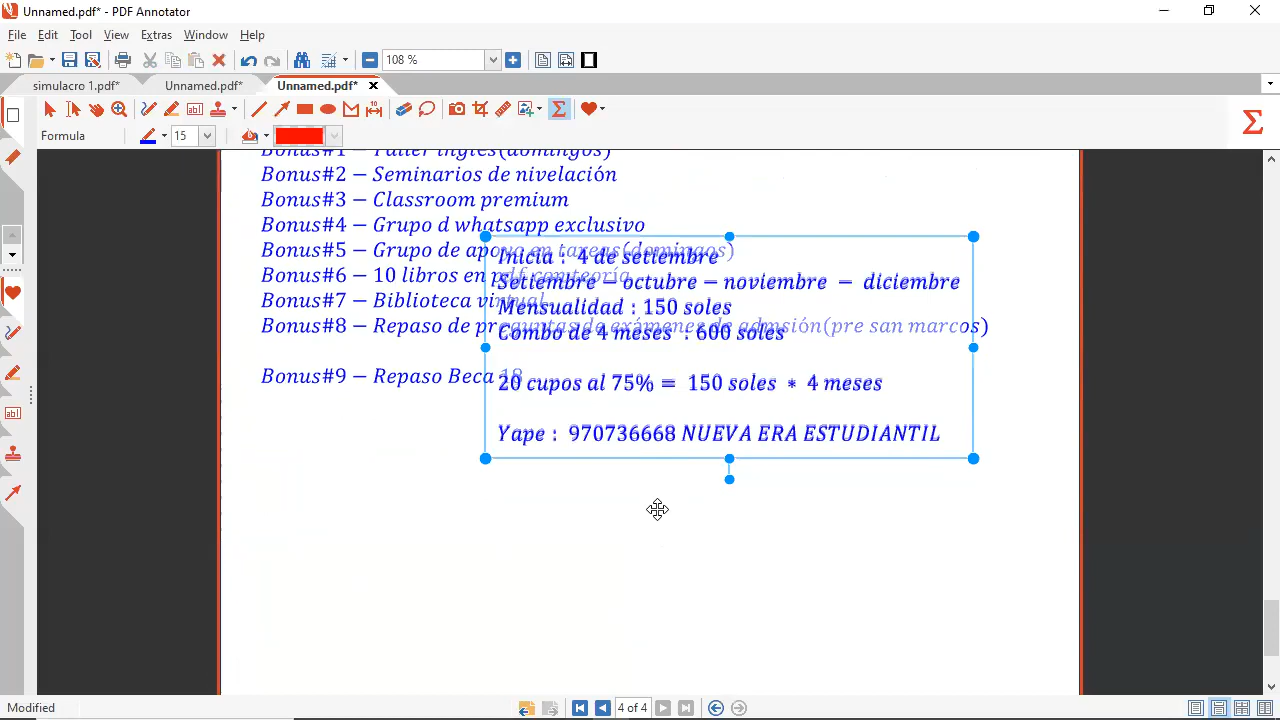 Unnamed.pdf* - PDF Annotator
File Edit Tool View Extras Window Help
108 %
simulacro 1.pdf* Unnamed.pdf* Unnamed.pdf*
Formula 15
Bonus#1 − Taller ingles(domingos)
Bonus#2 − Seminarios de nivelación
Bonus#3 − Classroom premium
Bonus#4 − Grupo d whatsapp exclusivo
Bonus#5 − Grupo de apoyo en tareas(domingos)
Bonus#6 − 10 libros en pdf con teoría
Bonus#7 − Biblioteca virtual
Bonus#8 − Repaso de preguntas de exámenes de admsión(pre san marcos)
Bonus#9 − Repaso Beca 18
Inicia : 4 de setiembre
Setiembre − octubre − noviembre − diciembre
Mensualidad : 150 soles
Combo de 4 meses : 600 soles
20 cupos al 75% = 150 soles * 4 meses
Yape : 970736668 NUEVA ERA ESTUDIANTIL
Modified 4 of 4